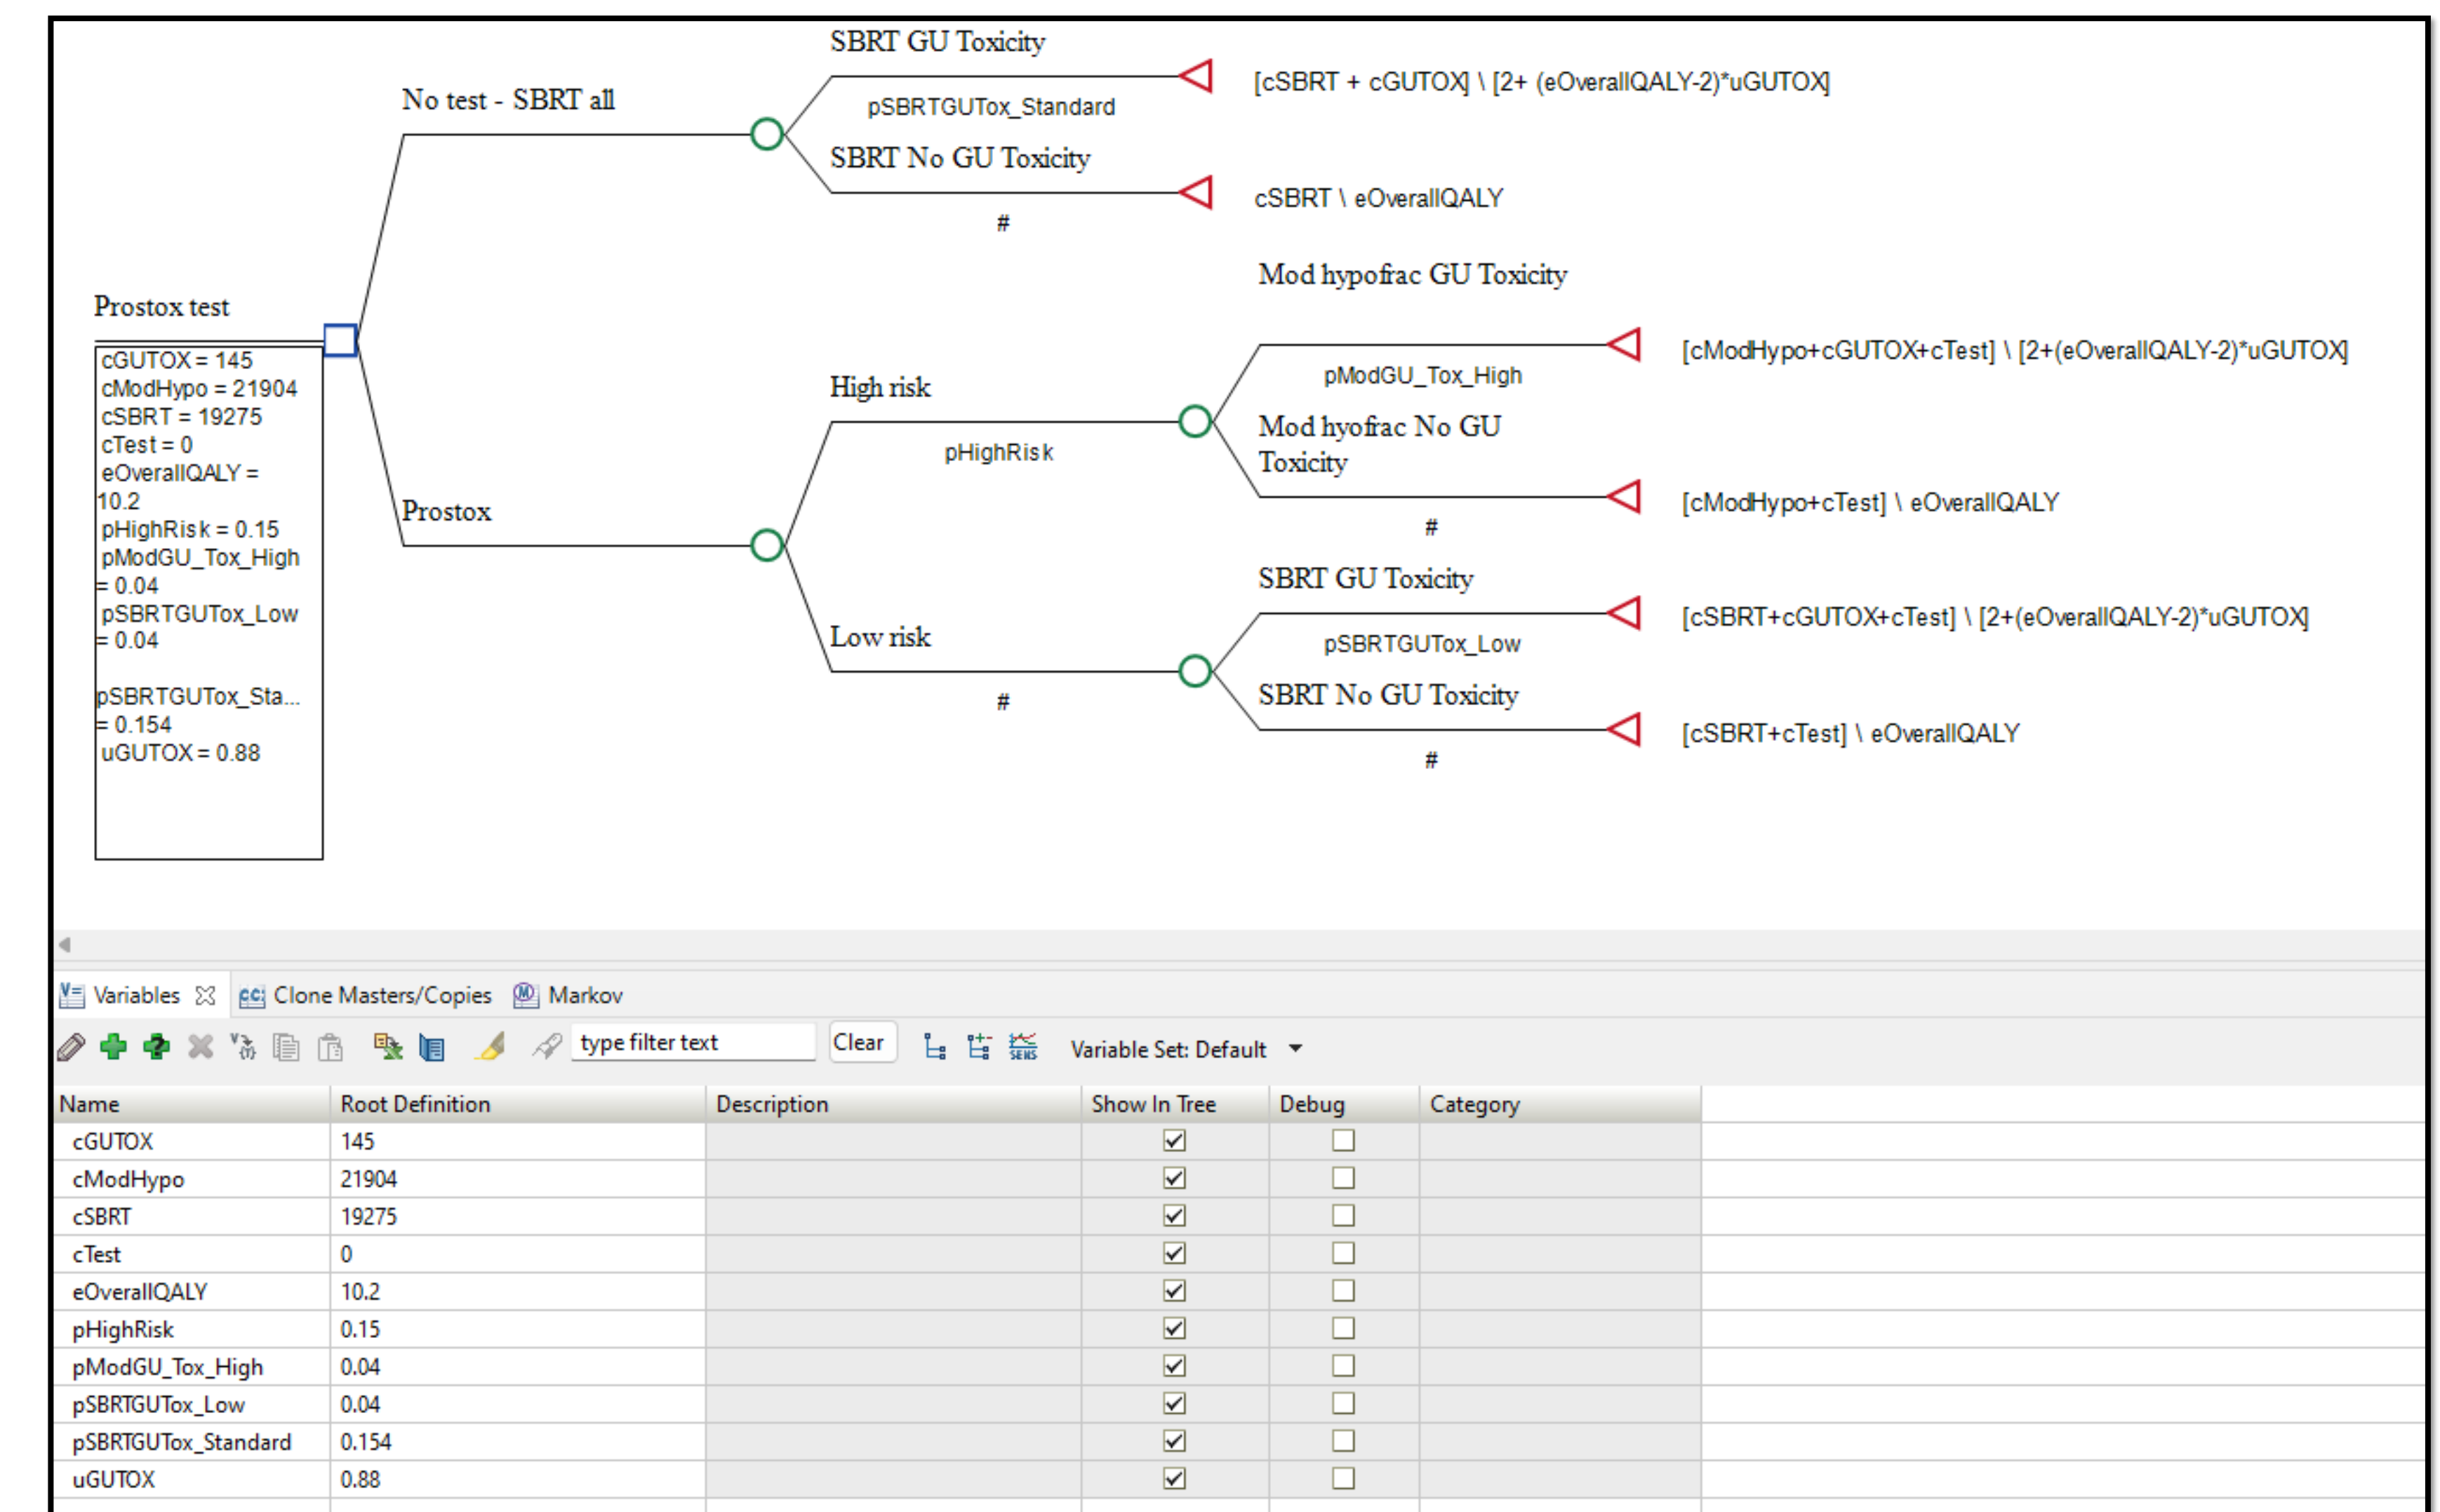 SBRT GU Toxicity
[cSBRT + cGUTOX] \ [2+ (eOverallQALY-2)*uGUTOX]
pSBRTGUTox_Standard
No test - SBRT all
SBRT No GU Toxicity
cSBRT \ eOverallQALY
#
Prostox test
cGUTOX = 145
cModHypo = 21904
cSBRT = 19275
cTest = 0
eOverallQALY =
10.2
pHighRisk = 0.15
pModGU_Tox_High
= 0.04
pSBRTGUTox_Low
= 0.04
pSBRTGUTox_Sta...
= 0.154
uGUTOX = 0.88
Prostox
High risk
pHighRisk
Mod hypofrac GU Toxicity
[cModHypo+cGUTOX+cTest] \ [2+(eOverallQALY-2)*uGUTOX]
pModGU_Tox_High
Mod hyofrac No GU
Toxicity
[cModHypo+cTest] \ eOverallQALY
#
Low risk
#
SBRT GU Toxicity
[cSBRT+cGUTOX+cTest] \ [2+(eOverallQALY-2)*uGUTOX]
pSBRTGUTox_Low
SBRT No GU Toxicity
[cSBRT+cTest] \ eOverallQALY
#
Variables Clone Masters/Copies Markov
type filter text Clear Variable Set: Default
Name Root Definition Description Show In Tree Debug Category
cGUTOX 145
cModHypo 21904
cSBRT 19275
cTest 0
eOverallQALY 10.2
pHighRisk 0.15
pModGU_Tox_High 0.04
pSBRTGUTox_Low 0.04
pSBRTGUTox_Standard 0.154
uGUTOX 0.88